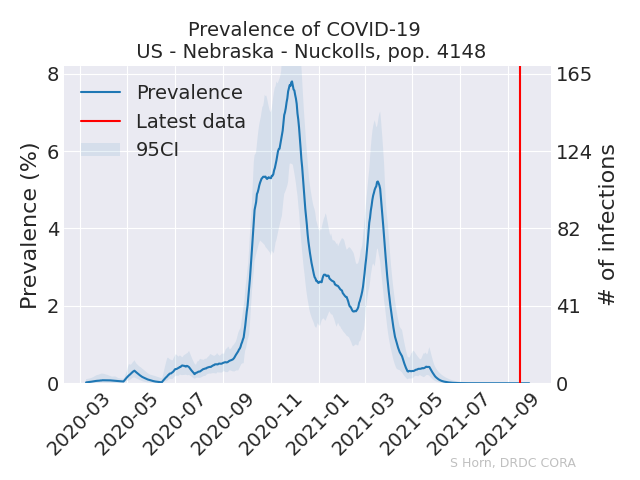 Prevalence of COVID-19
US - Nebraska - Nuckolls, pop. 4148
Prevalence
Latest data
95CI
Prevalence (%)
8
6
4
2
0
# of infections
165
124
82
41
0
2020-03
2020-05
2020-07
2020-09
2020-11
2021-01
2021-03
2021-05
2021-07
2021-09
S Horn, DRDC CORA